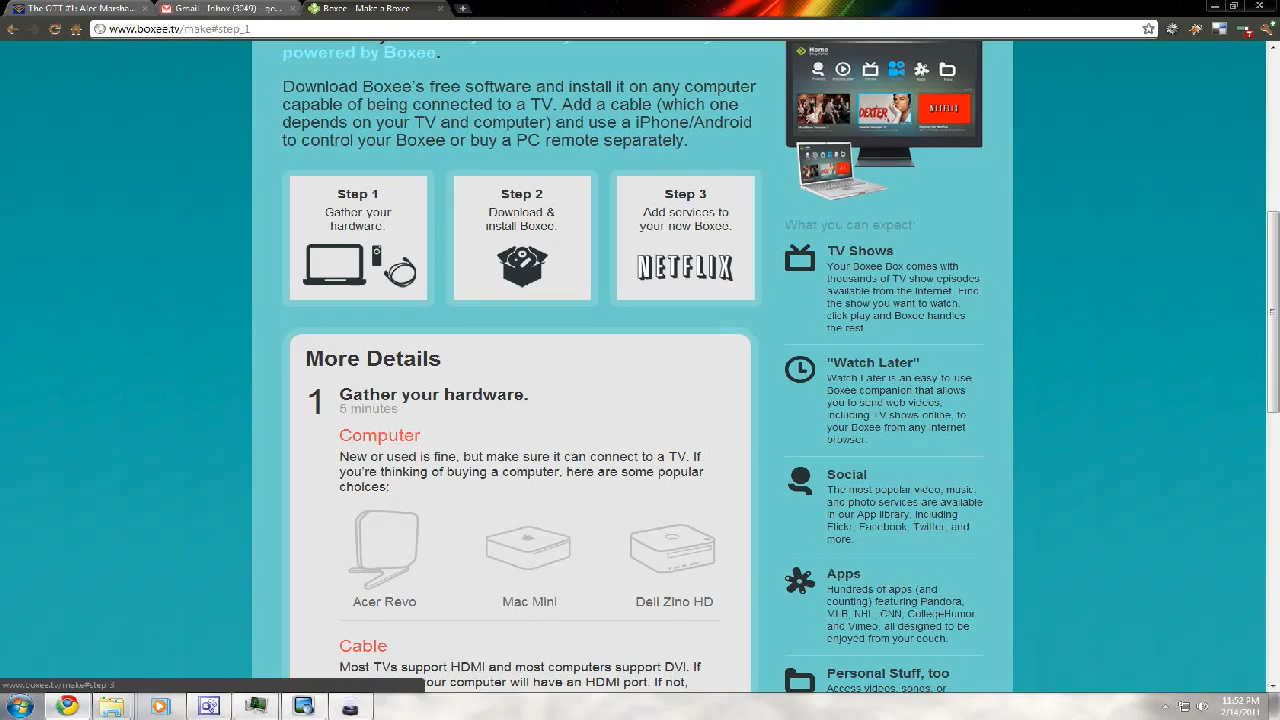 The OTT #1: Alec Marsha...
Gmail - Inbox (3049) -
Boxee - Make a Boxee
www.boxee.tv/make#step_1
powered by Boxee.
Download Boxee's free software and install it on any computer
capable of being connected to a TV. Add a cable (which one
depends on your TV and computer) and use a iPhone/Android
to control your Boxee or buy a PC remote separately.
Step 1
Gather your
hardware.
Step 2
Download &
install Boxee.
Step 3
Add services to
your new Boxee.
NETFLIX
More Details
1
Gather your hardware.
5 minutes
Computer
New or used is fine, but make sure it can connect to a TV. If
you're thinking of buying a computer, here are some popular
choices:
Acer Revo
Mac Mini
Dell Zino HD
Cable
Most TVs support HDMI and most computers support DVI. If
your computer will have an HDMI port. If not,
Home
DEXTER
NETFLIX
What you can expect:
TV Shows
Your Boxee Box comes with
thousands of TV show episodes
available from the Internet. Find
the show you want to watch,
click play and Boxee handles
the rest.
"Watch Later"
Watch Later is an easy to use
Boxee companion that allows
you to send web videos,
including TV shows online, to
your Boxee from any Internet
browser.
Social
The most popular video, music,
and photo services are available
in our App library, including
Flickr, Facebook, Twitter, and
more.
Apps
Hundreds of apps (and
counting) featuring Pandora,
MLB, NHL, CNN, CollegeHumor
and Vimeo, all designed to be
enjoyed from your couch.
Personal Stuff, too
Access videos, songs, or
www.boxee.tv/make#step_3
11:52 PM
2/14/2011